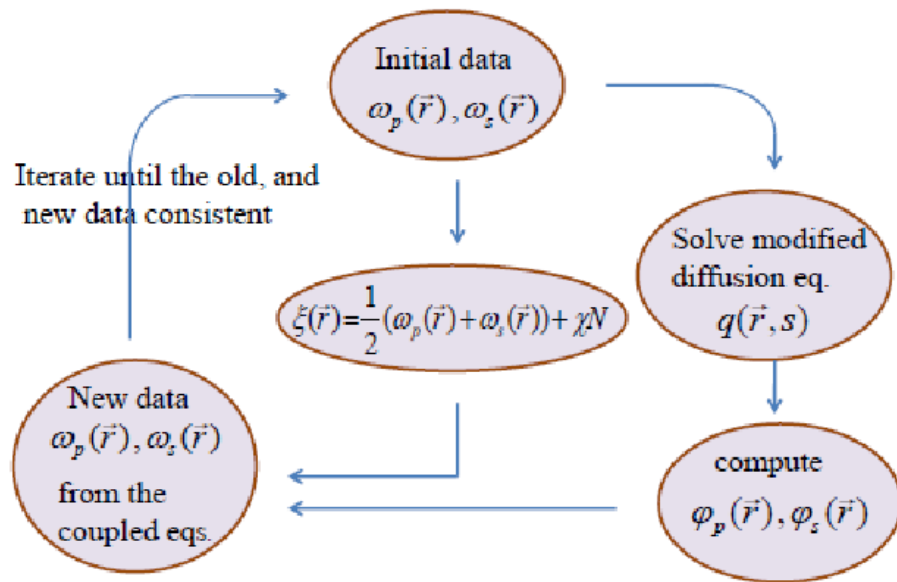 Initial data
ω_p(r⃗), ω_s(r⃗)
Iterate until the old, and
new data consistent
Solve modified
diffusion eq.
q(r⃗, s)
ξ(r⃗)=1/2(ω_p(r⃗)+ω_s(r⃗))+χN
New data
ω_p(r⃗), ω_s(r⃗)
from the
coupled eqs.
compute
φ_p(r⃗), φ_s(r⃗)